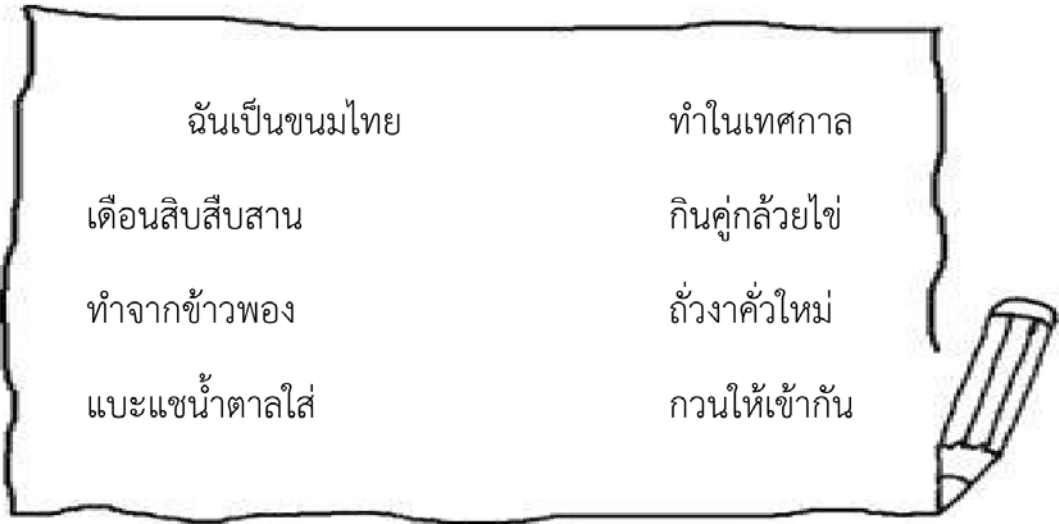 ฉันเป็นขนมไทย ทำในเทศกาล
เดือนสิบสืบสาน กินคู่กล้วยไข่
ทำจากข้าวพอง ถั่วงาคั่วใหม่
แบะแชน้ำตาลใส่ กวนให้เข้ากัน